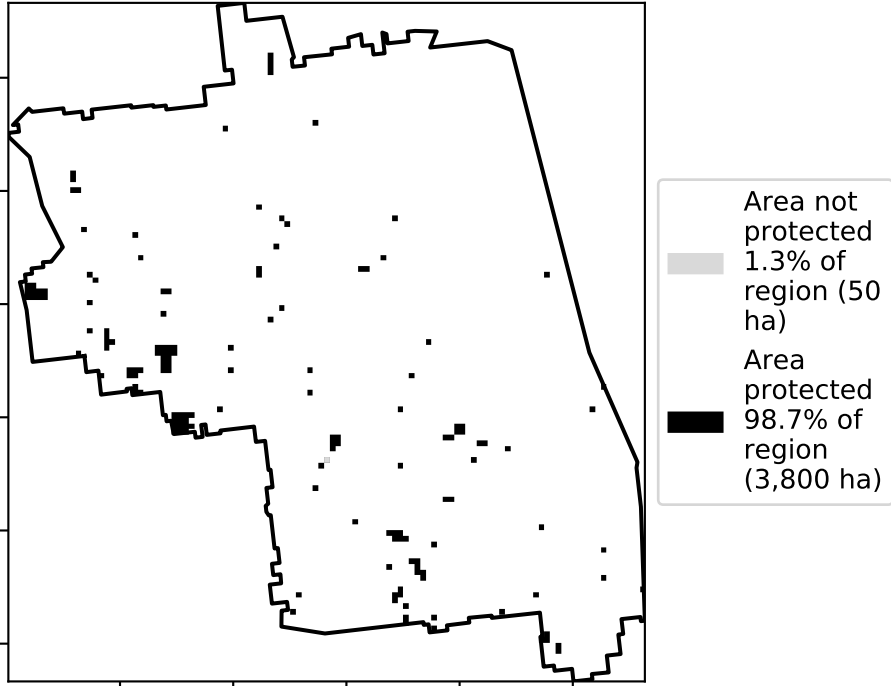 Area not
protected
1.3% of
region (50
ha)
Area
protected
98.7% of
region
(3,800 ha)